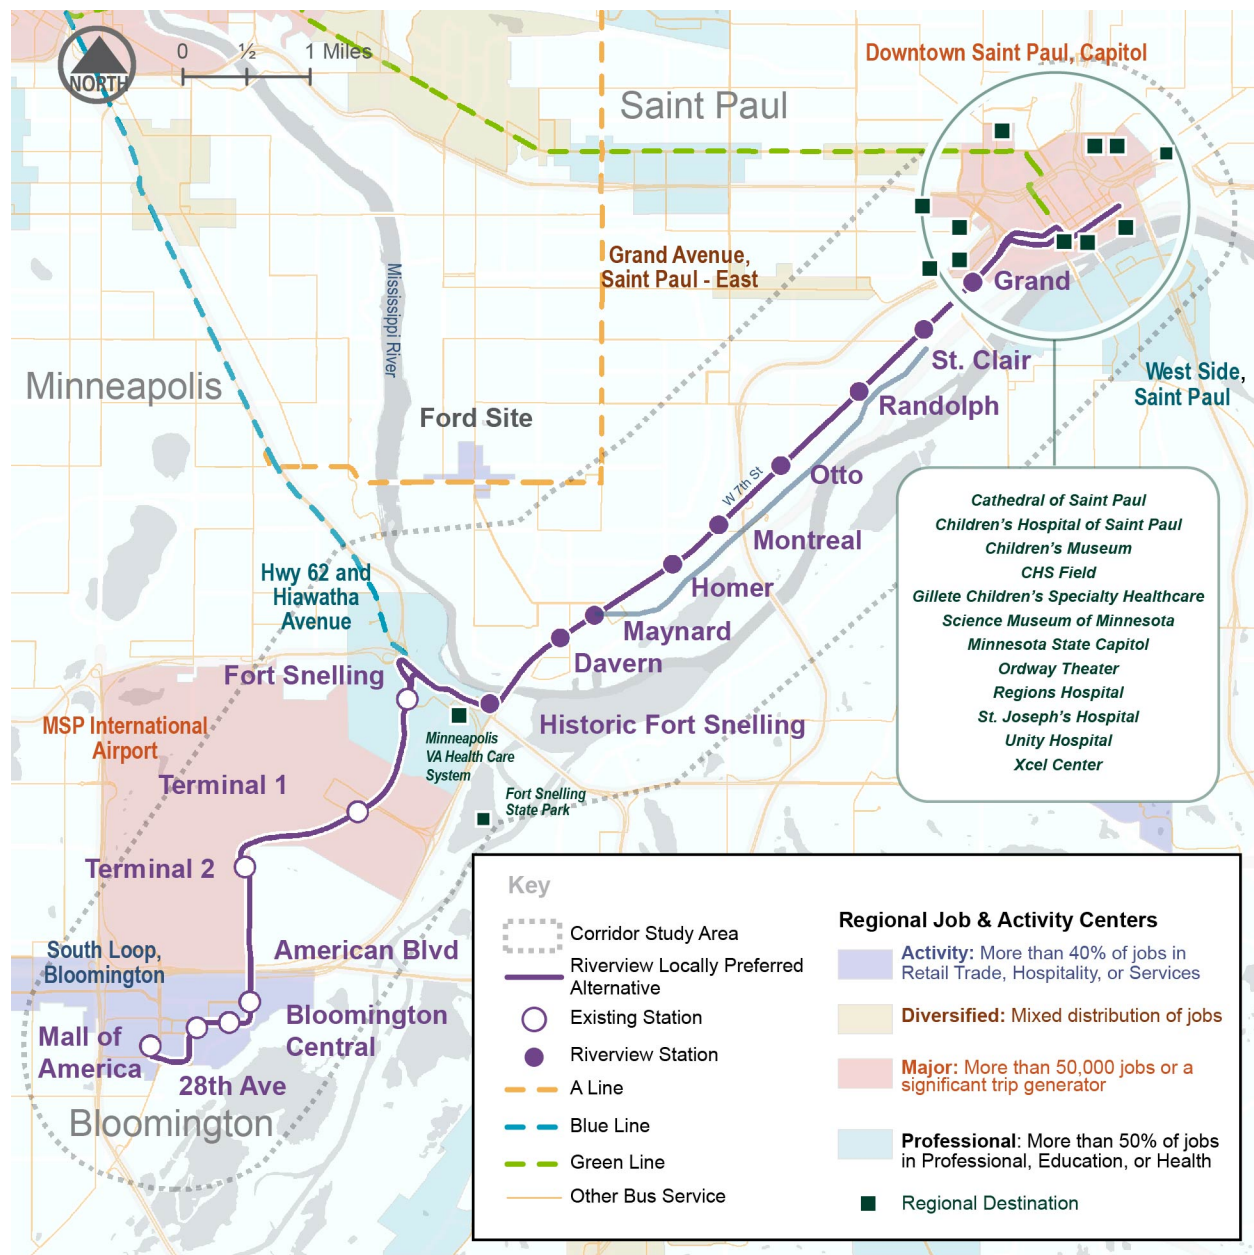 NORTH
0 ½ 1 Miles
Downtown Saint Paul, Capitol
Saint Paul
Grand Avenue,
Saint Paul - East
Mississippi River
Grand
St. Clair
West Side,
Saint Paul
Minneapolis
Ford Site
Randolph
Otto
W 7th St
Montreal
Homer
Maynard
Davern
Hwy 62 and
Hiawatha
Avenue
Fort Snelling
Historic Fort Snelling
MSP International
Airport
Minneapolis
VA Health Care
System
Terminal 1
Fort Snelling
State Park
Terminal 2
South Loop,
Bloomington
American Blvd
Bloomington
Central
Mall of
America
28th Ave
Bloomington
Cathedral of Saint Paul
Children's Hospital of Saint Paul
Children's Museum
CHS Field
Gillete Children's Specialty Healthcare
Science Museum of Minnesota
Minnesota State Capitol
Ordway Theater
Regions Hospital
St. Joseph's Hospital
Unity Hospital
Xcel Center
Key
Corridor Study Area
Riverview Locally Preferred
Alternative
Existing Station
Riverview Station
A Line
Blue Line
Green Line
Other Bus Service
Regional Job & Activity Centers
Activity: More than 40% of jobs in
Retail Trade, Hospitality, or Services
Diversified: Mixed distribution of jobs
Major: More than 50,000 jobs or a
significant trip generator
Professional: More than 50% of jobs
in Professional, Education, or Health
Regional Destination